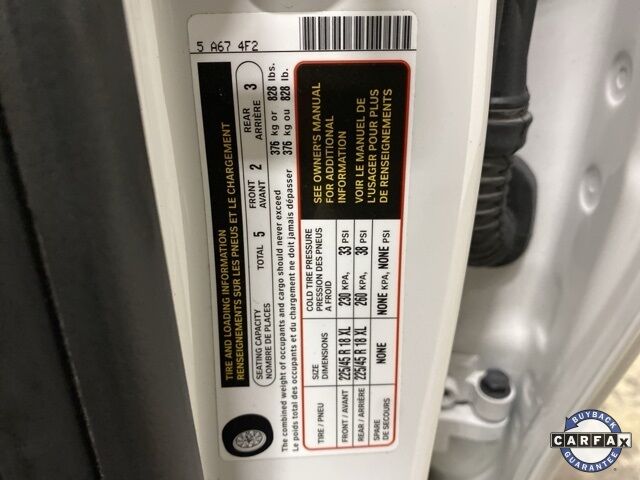 5 A67 4F2
TIRE AND LOADING INFORMATION
RENSEIGNEMENTS SUR LES PNEUS ET LE CHARGEMENT
SEATING CAPACITY
NOMBRE DE PLACES
TOTAL 5
FRONT
AVANT 2
REAR
ARRIÈRE 3
The combined weight of occupants and cargo should never exceed 376 kg or 828 lbs.
Le poids total des occupants et du chargement ne doit jamais dépasser 376 kg ou 828 lb.
TIRE / PNEU
SIZE
DIMENSIONS
COLD TIRE PRESSURE
PRESSION DES PNEUS
A FROID
FRONT / AVANT 225/45 R 18 XL 230 KPA, 33 PSI
REAR / ARRIÈRE 225/45 R 18 XL 260 KPA, 38 PSI
SPARE
DE SECOURS
NONE
NONE KPA, NONE PSI
SEE OWNER'S MANUAL
FOR ADDITIONAL
INFORMATION
VOIR LE MANUEL DE
L'USAGER POUR PLUS
DE RENSEIGNEMENTS
BUYBACK
CARFAX
GUARANTEE